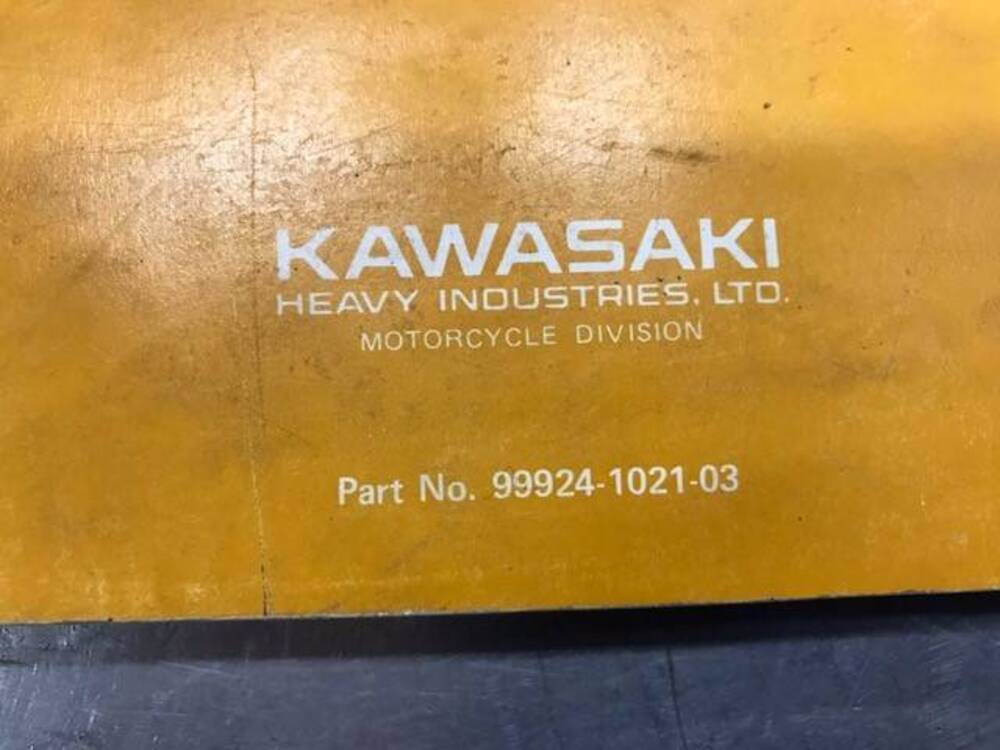 KAWASAKI
HEAVY INDUSTRIES, LTD.
MOTORCYCLE DIVISION
Part No. 99924-1021-03